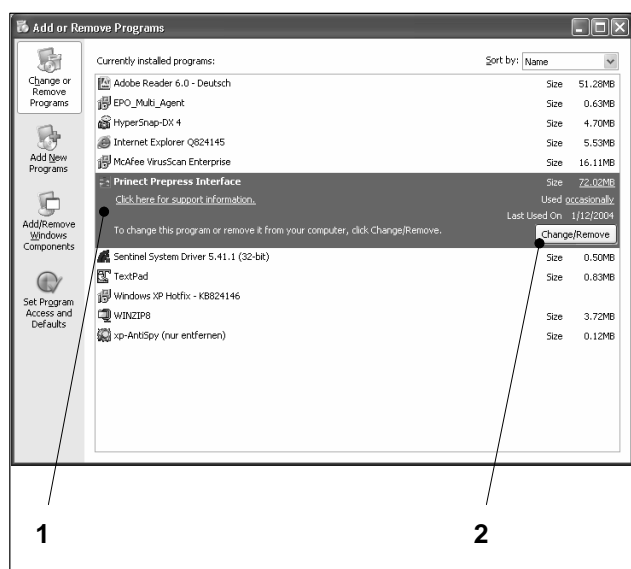 Add or Remove Programs
Change or
Remove
Programs
Add New
Programs
Add/Remove
Windows
Components
Set Program
Access and
Defaults
Currently installed programs:
Sort by: Name
Adobe Reader 6.0 - Deutsch Size 51.28MB
EPO_Multi_Agent Size 0.63MB
HyperSnap-DX 4 Size 4.70MB
Internet Explorer Q824145 Size 5.53MB
McAfee VirusScan Enterprise Size 16.11MB
Prinect Prepress Interface Size 72.02MB
Click here for support information. Used occasionally
Last Used On 1/12/2004
To change this program or remove it from your computer, click Change/Remove. Change/Remove
Sentinel System Driver 5.41.1 (32-bit) Size 0.50MB
TextPad Size 0.83MB
Windows XP Hotfix - KB824146
WINZIP8 Size 3.72MB
xp-AntiSpy (nur entfernen) Size 0.12MB
1 2